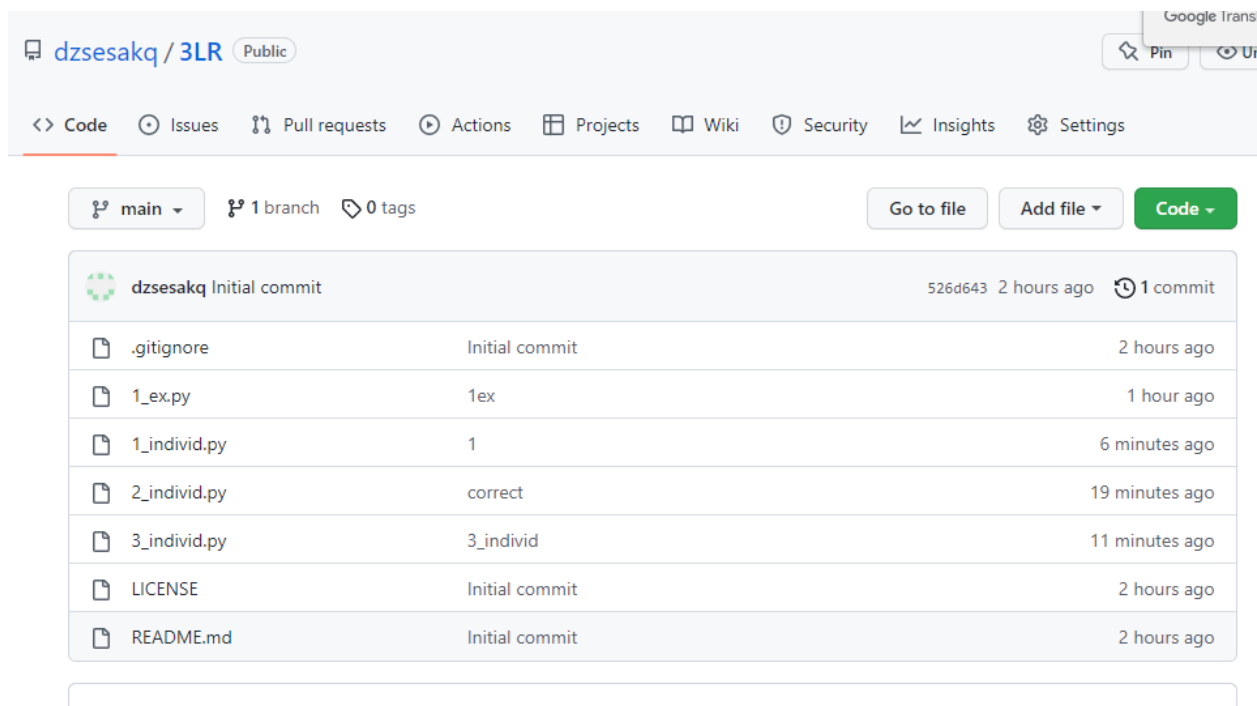 Google Trans
dzsesakq / 3LR Public
Pin
Code Issues Pull requests Actions Projects Wiki Security Insights Settings
main 1 branch 0 tags Go to file Add file Code
dzsesakq Initial commit 526d643 2 hours ago 1 commit
.gitignore Initial commit 2 hours ago
1_ex.py 1ex 1 hour ago
1_individ.py 1 6 minutes ago
2_individ.py correct 19 minutes ago
3_individ.py 3_individ 11 minutes ago
LICENSE Initial commit 2 hours ago
README.md Initial commit 2 hours ago